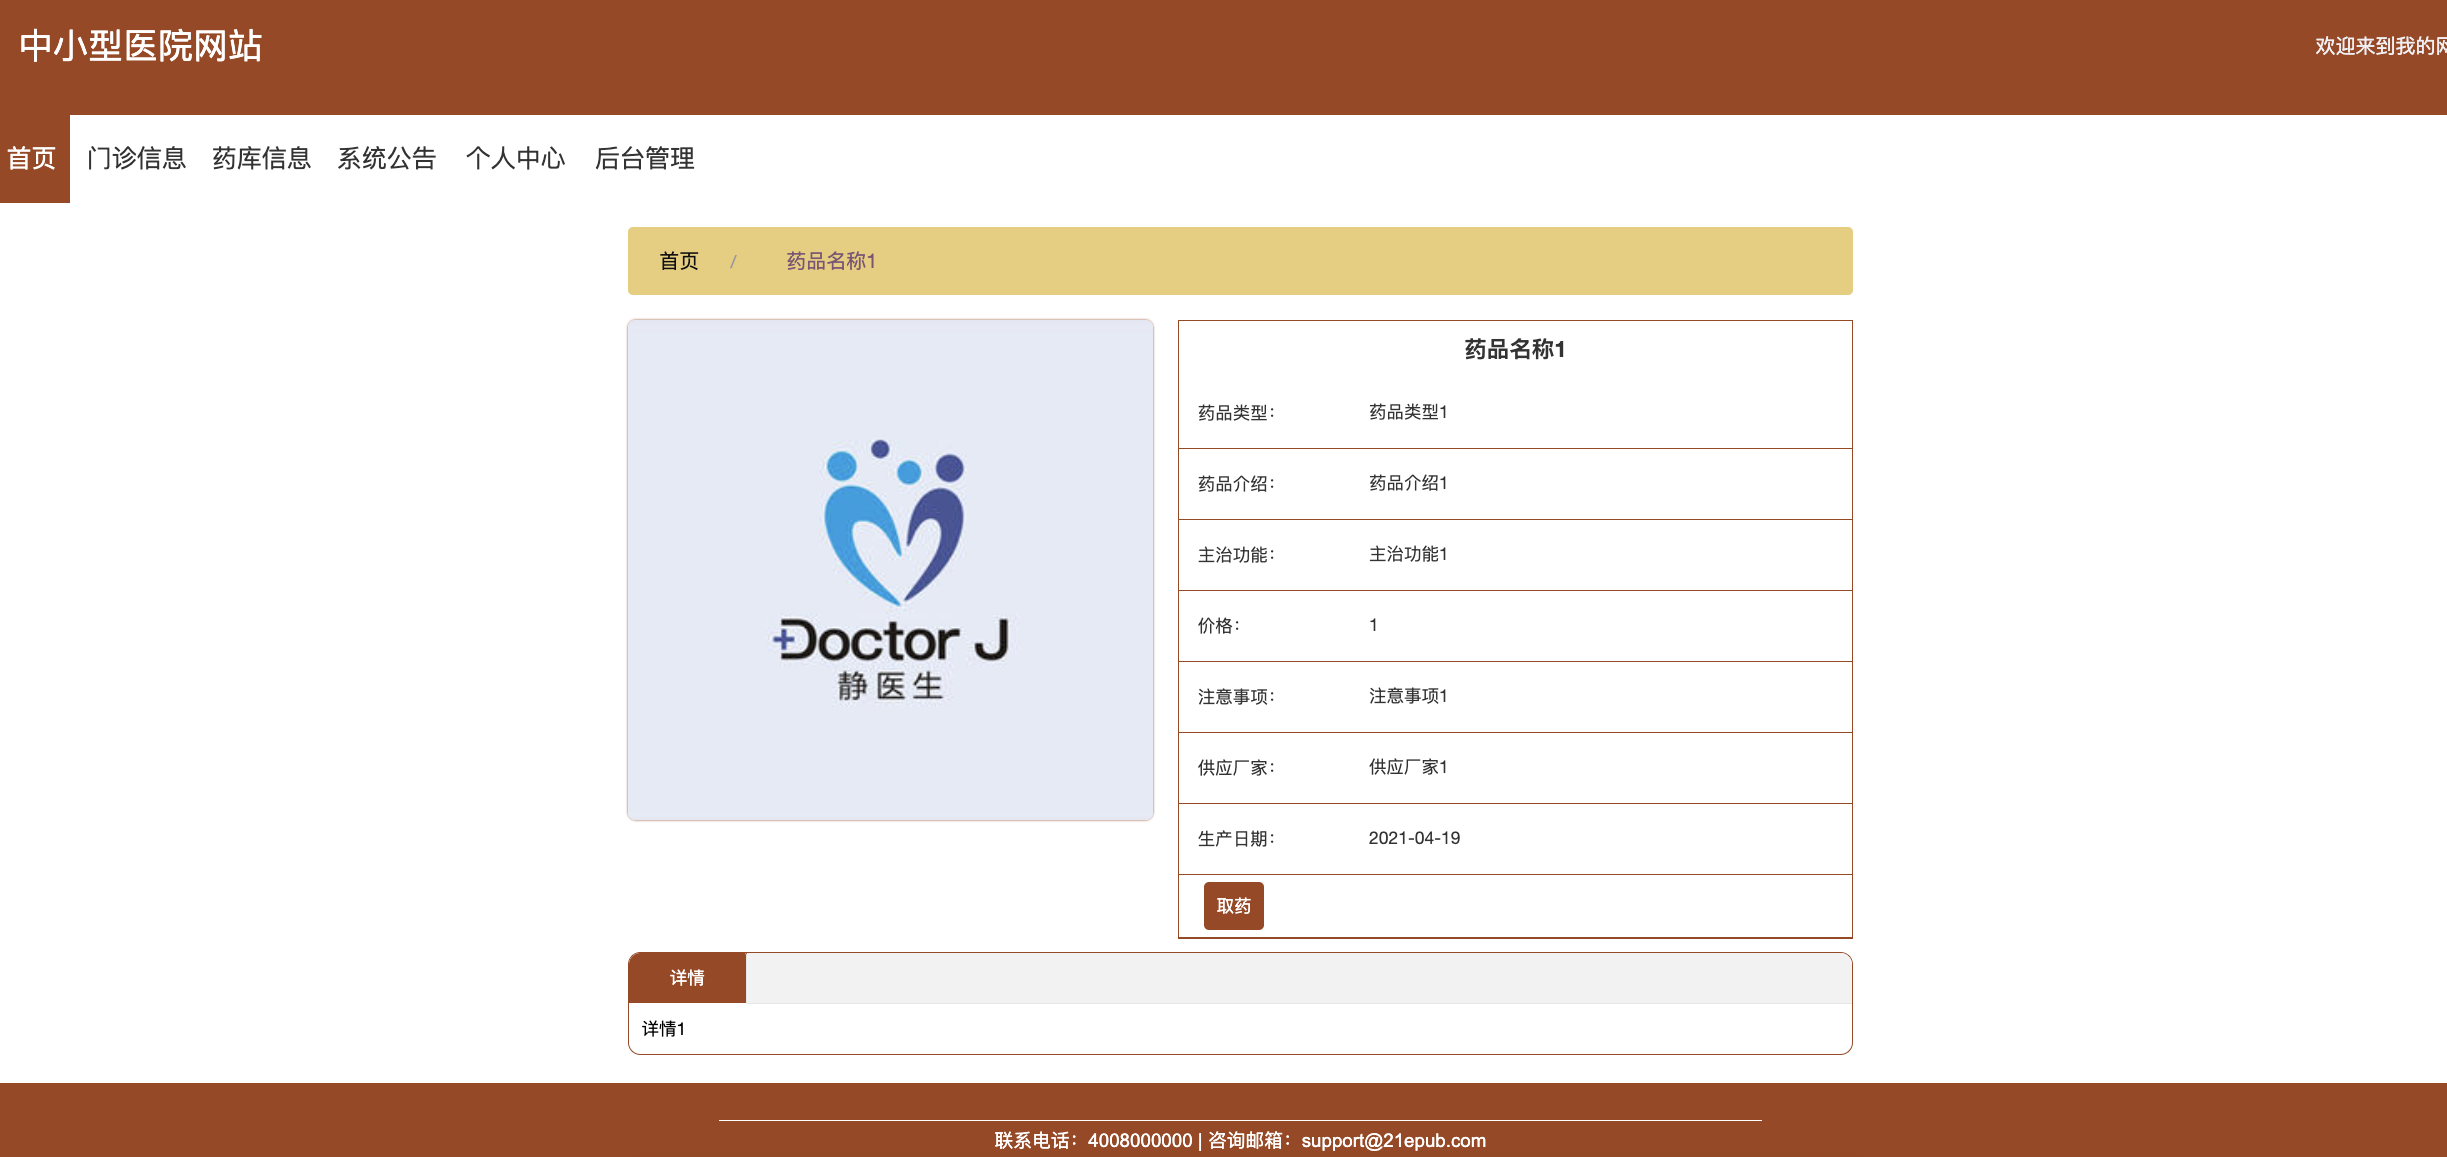 中小型医院网站
欢迎来到我的
首页 门诊信息 药库信息 系统公告 个人中心 后台管理
首页 / 药品名称1
药品名称1
药品类型： 药品类型1
药品介绍： 药品介绍1
主治功能： 主治功能1
价格： 1
注意事项： 注意事项1
供应厂家： 供应厂家1
生产日期： 2021-04-19
取药
Doctor J
静医生
详情
详情1
联系电话：4008000000 | 咨询邮箱：support@21epub.com